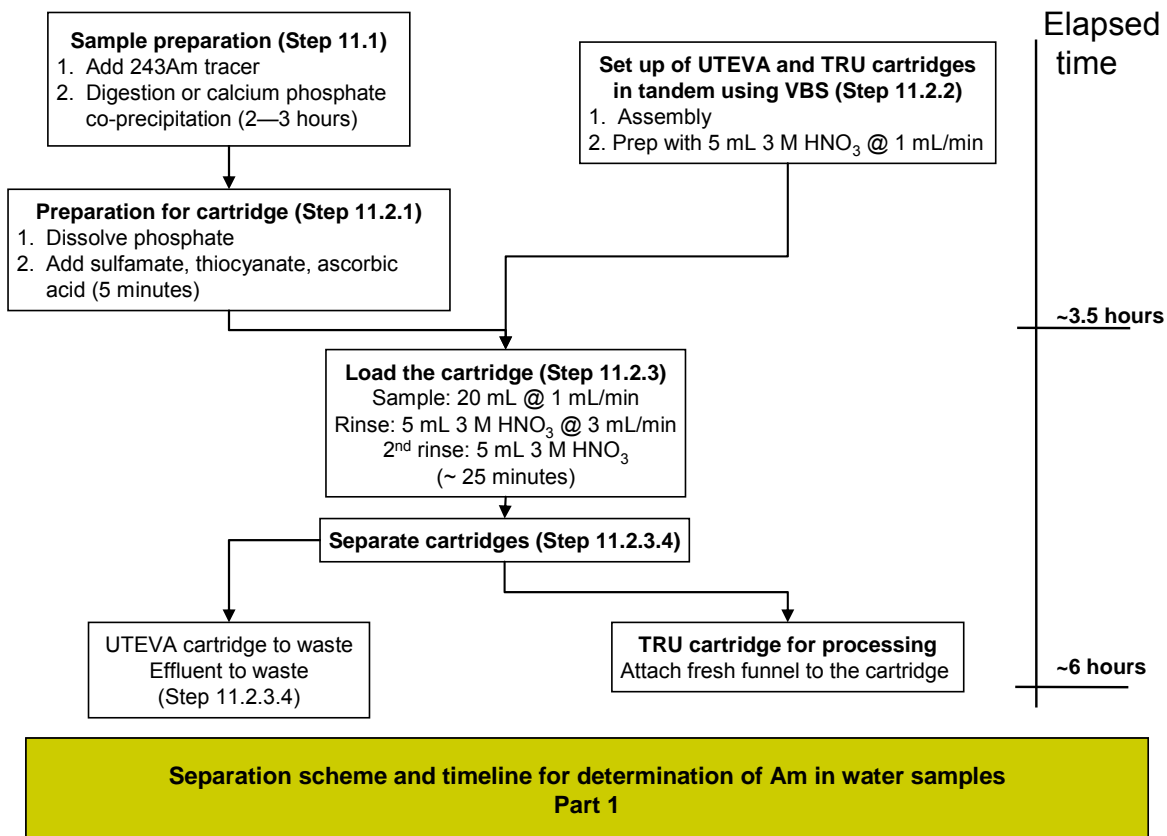 Elapsed
time
Sample preparation (Step 11.1)
1. Add 243Am tracer
2. Digestion or calcium phosphate
co-precipitation (2—3 hours)
Set up of UTEVA and TRU cartridges
in tandem using VBS (Step 11.2.2)
1. Assembly
2. Prep with 5 mL 3 M HNO₃ @ 1 mL/min
Preparation for cartridge (Step 11.2.1)
1. Dissolve phosphate
2. Add sulfamate, thiocyanate, ascorbic
acid (5 minutes)
~3.5 hours
Load the cartridge (Step 11.2.3)
Sample: 20 mL @ 1 mL/min
Rinse: 5 mL 3 M HNO₃ @ 3 mL/min
2nd rinse: 5 mL 3 M HNO₃
(~ 25 minutes)
Separate cartridges (Step 11.2.3.4)
UTEVA cartridge to waste
Effluent to waste
(Step 11.2.3.4)
TRU cartridge for processing
Attach fresh funnel to the cartridge
~6 hours
Separation scheme and timeline for determination of Am in water samples
Part 1